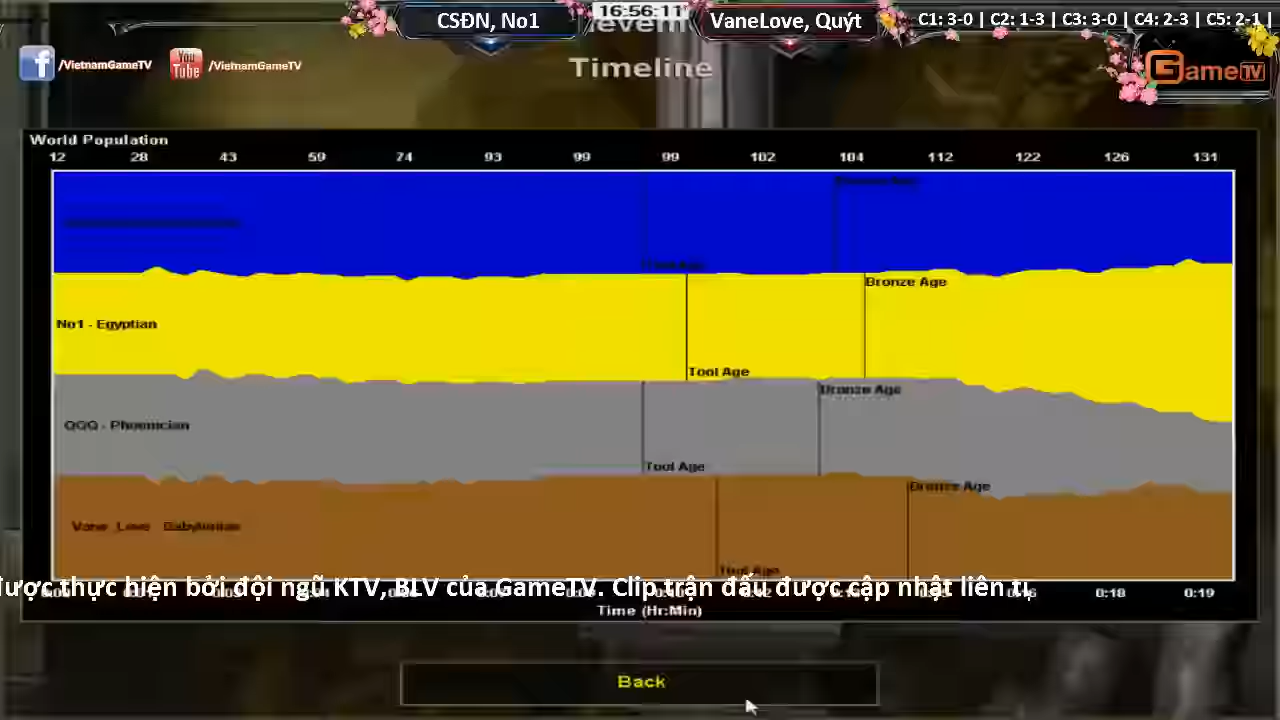 CSĐN, No1
16:56:11
VaneLove, Quýt
C1: 3-0 | C2: 1-3 | C3: 3-0 | C4: 2-3 | C5: 2-1 |
/VietnamGameTV
You Tube /VietnamGameTV
GameTV
Timeline
World Population
12 28 43 59 74 93 99 99 102 104 112 122 126 131
Bronze Age
No1 - Egyptian
Tool Age
Bronze Age
QQQ - Phoenician
Tool Age
Bronze Age
Vane_Love - Babylonian
Tool Age
được thực hiện bởi đội ngũ KTV, BLV của GameTV. Clip trận đấu được cập nhật liên tụ
0:18 0:19
Time (Hr:Min)
Back